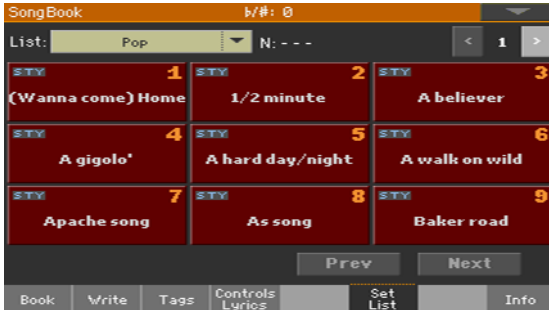 SongBook b/#: 0
List: Pop N: - - - < 1 >
STY 1 STY 2 STY 3
(Wanna come) Home 1/2 minute A believer
STY 4 STY 5 STY 6
A gigolo' A hard day/night A walk on wild
STY 7 STY 8 STY 9
Apache song As song Baker road
Prev Next
Book Write Tags Controls Lyrics Set List Info